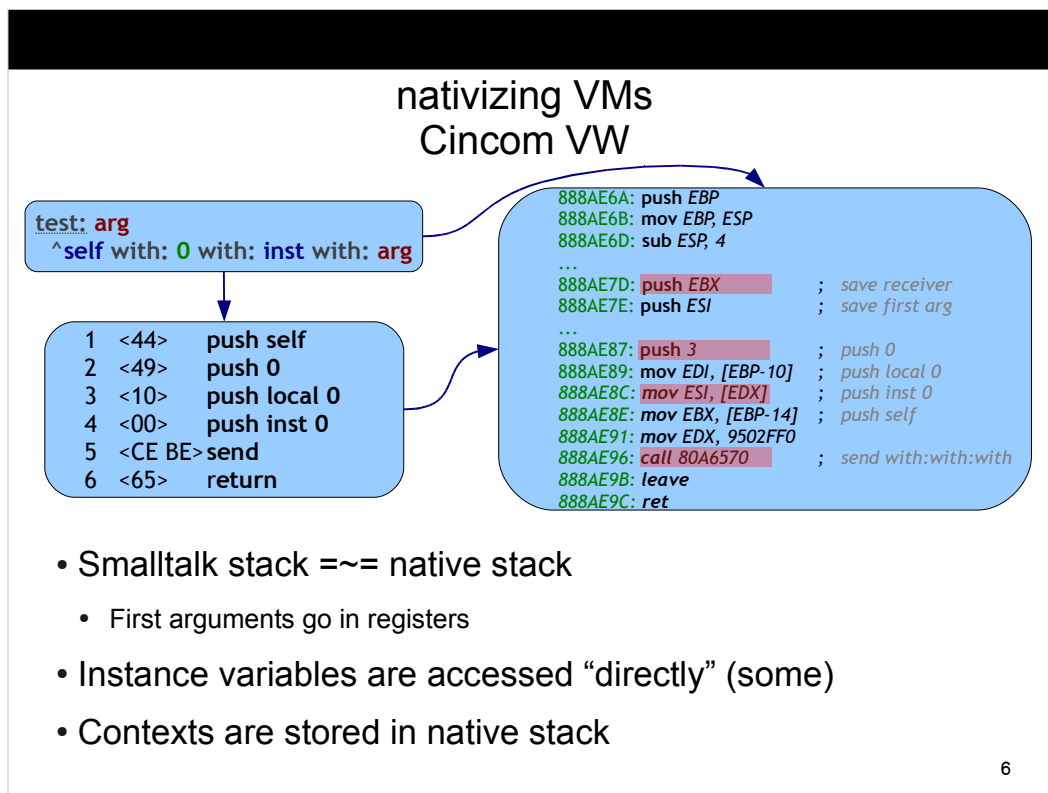 nativizing VMs
Cincom VW
test: arg
^self with: 0 with: inst with: arg
1 <44> push self
2 <49> push 0
3 <10> push local 0
4 <00> push inst 0
5 <CE BE> send
6 <65> return
888AE6A: push EBP
888AE6B: mov EBP, ESP
888AE6D: sub ESP, 4
...
888AE7D: push EBX ; save receiver
888AE7E: push ESI ; save first arg
...
888AE87: push 3 ; push 0
888AE89: mov EDI, [EBP-10] ; push local 0
888AE8C: mov ESI, [EDX] ; push inst 0
888AE8E: mov EBX, [EBP-14] ; push self
888AE91: mov EDX, 9502FF0
888AE96: call 80A6570 ; send with:with:with
888AE9B: leave
888AE9C: ret
• Smalltalk stack =~= native stack
• First arguments go in registers
• Instance variables are accessed “directly” (some)
• Contexts are stored in native stack
6